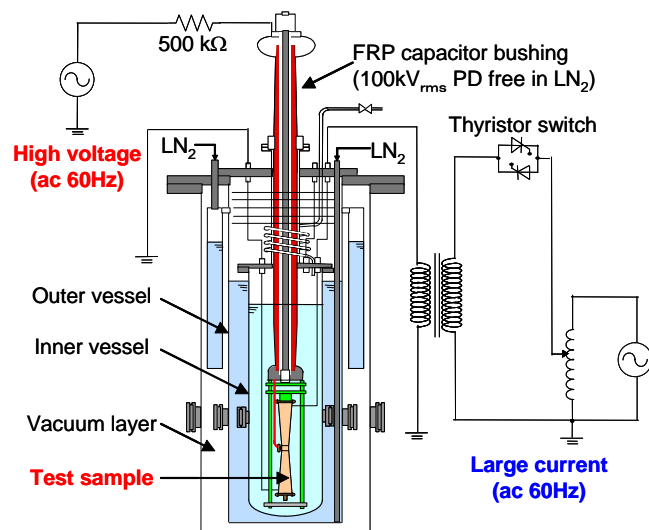 500 kΩ
FRP capacitor bushing
(100kVrms PD free in LN2)
Thyristor switch
High voltage
(ac 60Hz)
LN2
LN2
Outer vessel
Inner vessel
Vacuum layer
Test sample
Large current
(ac 60Hz)